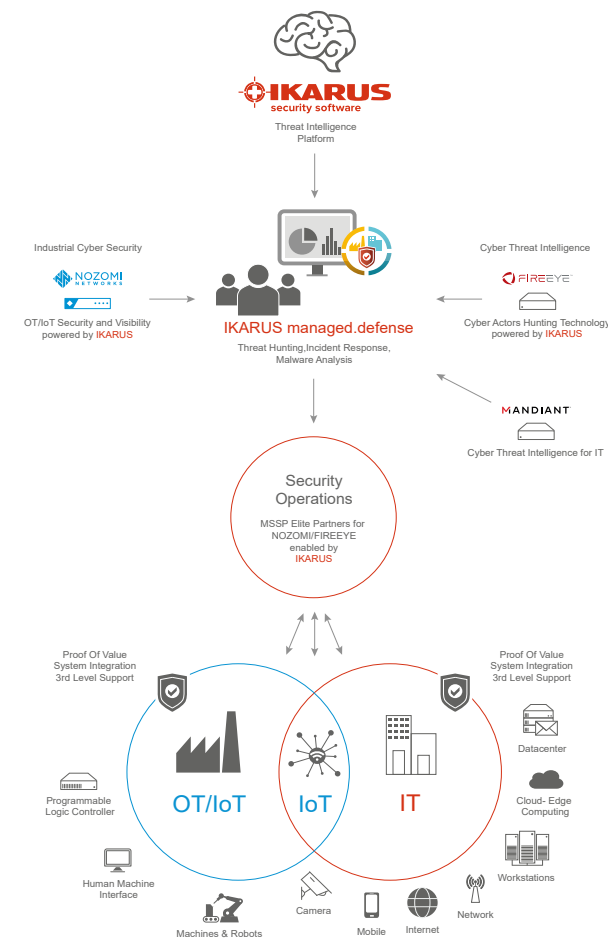 IKARUS
security software
Threat Intelligence
Platform
Industrial Cyber Security
NOZOMI
NETWORKS
OT/IoT Security and Visibility
powered by IKARUS
Cyber Threat Intelligence
FIREEYE
Cyber Actors Hunting Technology
powered by IKARUS
IKARUS managed.defense
Threat Hunting,Incident Response,
Malware Analysis
MANDIANT
Cyber Threat Intelligence for IT
Security
Operations
MSSP Elite Partners for
NOZOMI/FIREEYE
enabled by
IKARUS
Proof Of Value
System Integration
3rd Level Support
Proof Of Value
System Integration
3rd Level Support
Datacenter
OT/IoT
IoT
IT
Programmable
Logic Controller
Cloud- Edge
Computing
Human Machine
Interface
Workstations
Camera
Network
Machines & Robots
Mobile
Internet